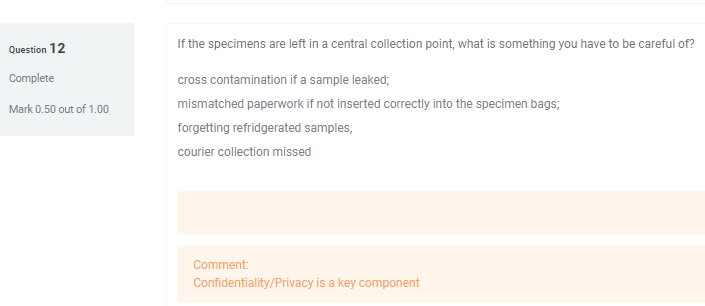 Question 12
Complete
Mark 0.50 out of 1.00
If the specimens are left in a central collection point, what is something you have to be careful of?
cross contamination if a sample leaked;
mismatched paperwork if not inserted correctly into the specimen bags;
forgetting refridgerated samples,
courier collection missed
Comment:
Confidentiality/Privacy is a key component